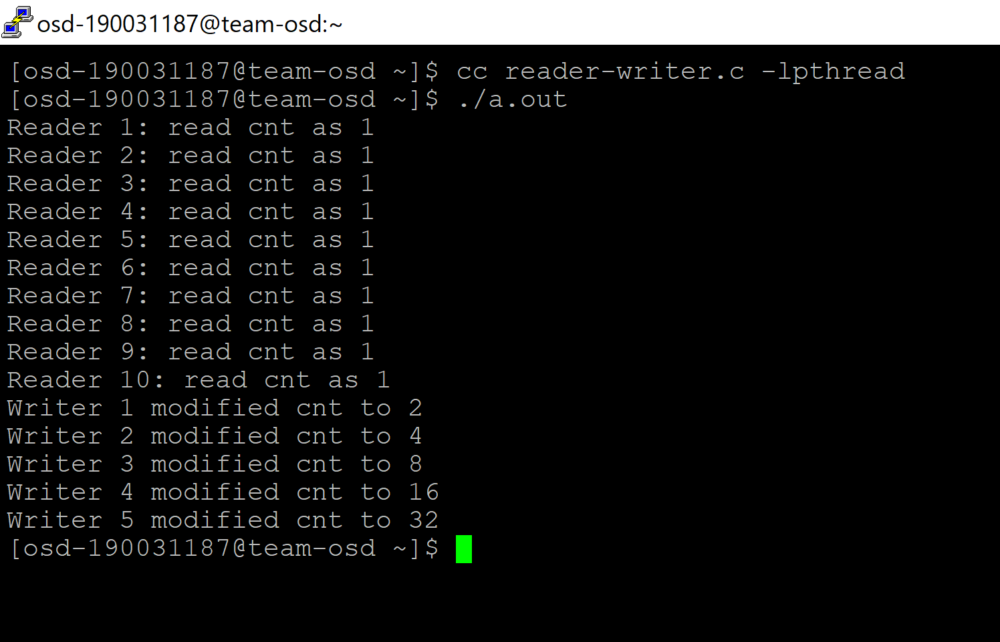 osd-190031187@team-osd:~
[osd-190031187@team-osd ~]$ cc reader-writer.c -lpthread
[osd-190031187@team-osd ~]$ ./a.out
Reader 1: read cnt as 1
Reader 2: read cnt as 1
Reader 3: read cnt as 1
Reader 4: read cnt as 1
Reader 5: read cnt as 1
Reader 6: read cnt as 1
Reader 7: read cnt as 1
Reader 8: read cnt as 1
Reader 9: read cnt as 1
Reader 10: read cnt as 1
Writer 1 modified cnt to 2
Writer 2 modified cnt to 4
Writer 3 modified cnt to 8
Writer 4 modified cnt to 16
Writer 5 modified cnt to 32
[osd-190031187@team-osd ~]$